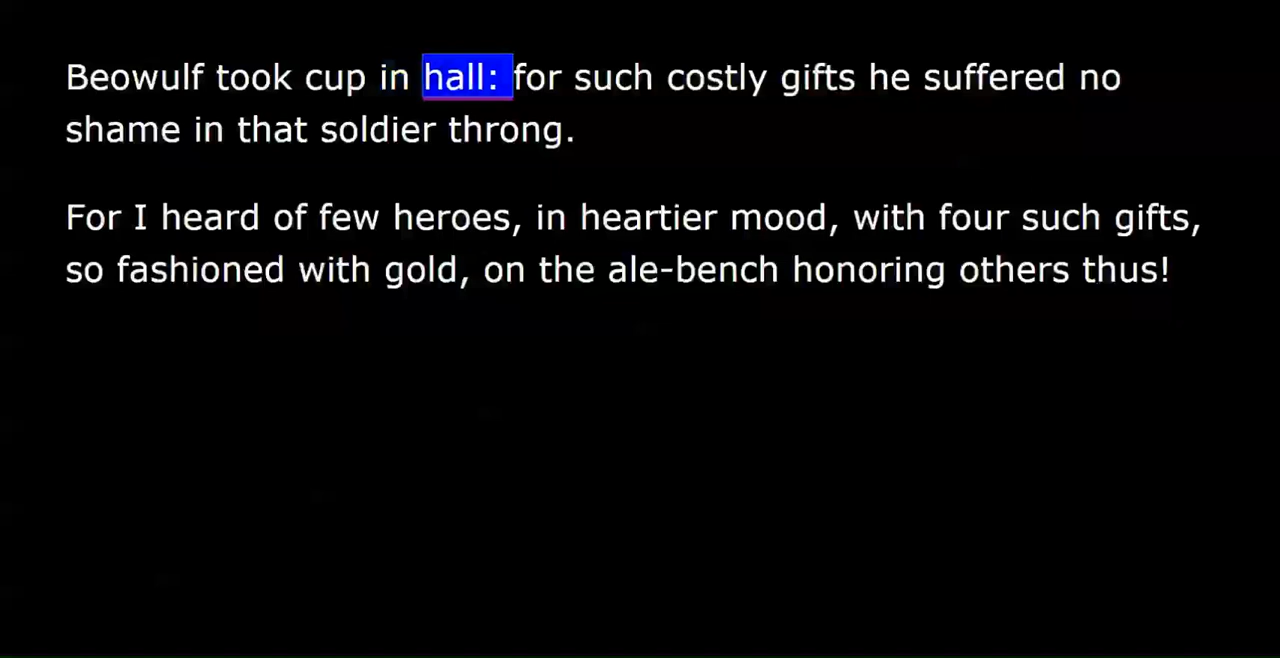 Beowulf took cup in hall: for such costly gifts he suffered no
shame in that soldier throng.
For I heard of few heroes, in heartier mood, with four such gifts,
so fashioned with gold, on the ale-bench honoring others thus!